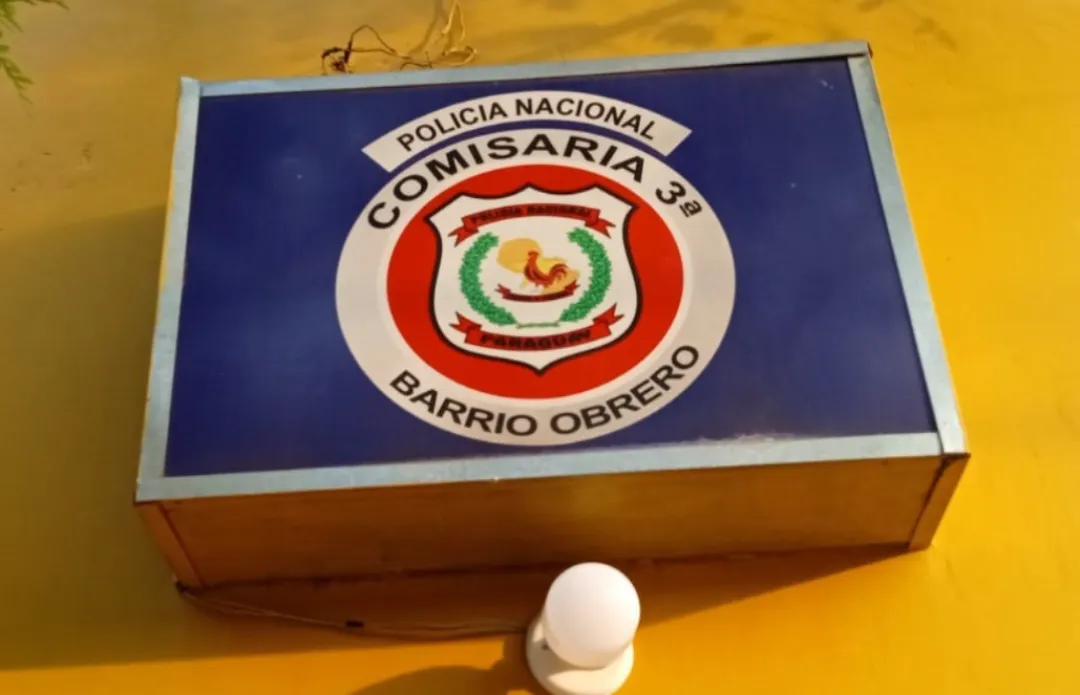 POLICIA NACIONAL
COMISARIA 3ª
POLICIA NACIONAL
PARAGUAY
BARRIO OBRERO